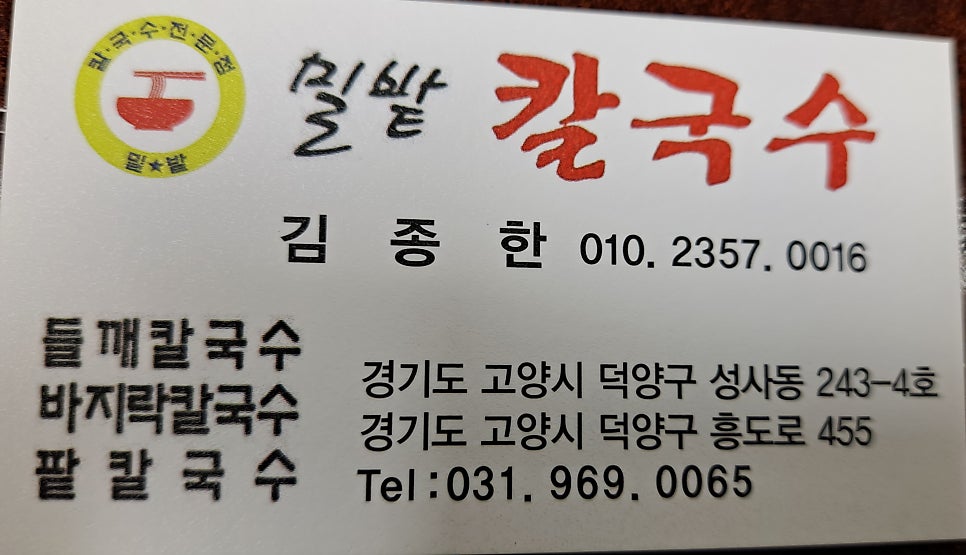 칼·국·수·전·문·점
밀★밭
밀밭 칼국수
김 종 한 010. 2357. 0016
들깨칼국수
바지락칼국수
팥칼국수
경기도 고양시 덕양구 성사동 243-4호
경기도 고양시 덕양구 흥도로 455
Tel:031. 969. 0065